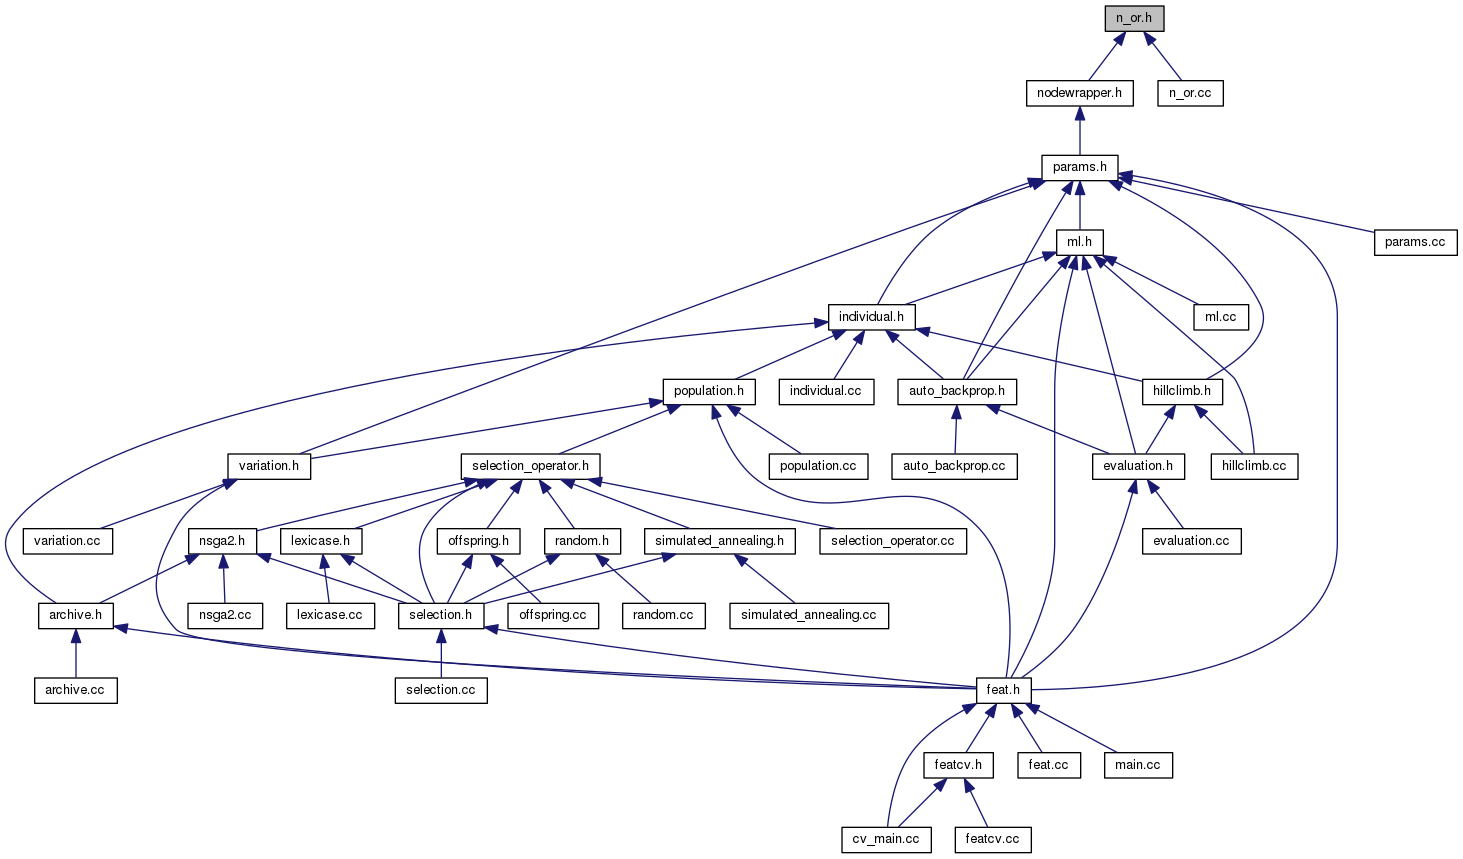 n_or.h
nodewrapper.h
n_or.cc
params.h
ml.h
params.cc
individual.h
ml.cc
population.h
individual.cc
auto_backprop.h
hillclimb.h
variation.h
selection_operator.h
population.cc
auto_backprop.cc
evaluation.h
hillclimb.cc
variation.cc
nsga2.h
lexicase.h
offspring.h
random.h
simulated_annealing.h
selection_operator.cc
evaluation.cc
archive.h
nsga2.cc
lexicase.cc
selection.h
offspring.cc
random.cc
simulated_annealing.cc
archive.cc
selection.cc
feat.h
featcv.h
feat.cc
main.cc
cv_main.cc
featcv.cc